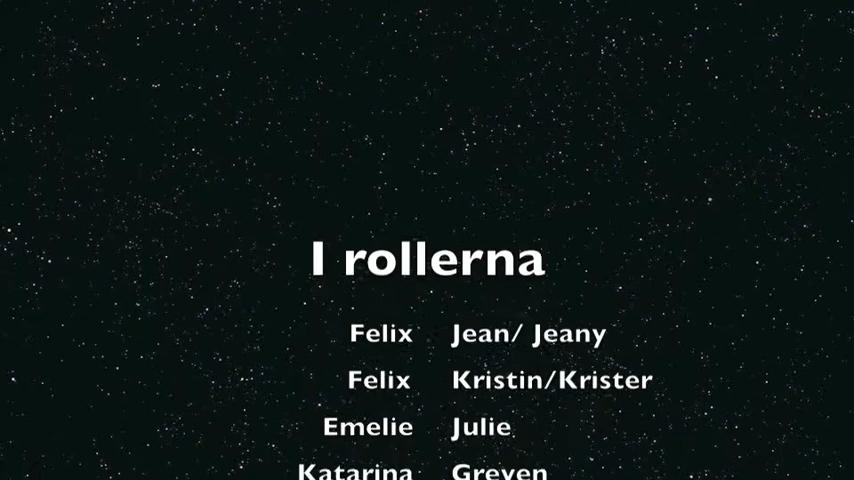 I rollerna
Felix Jean/ Jeany
Felix Kristin/Krister
Emelie Julie
Katarina Greven